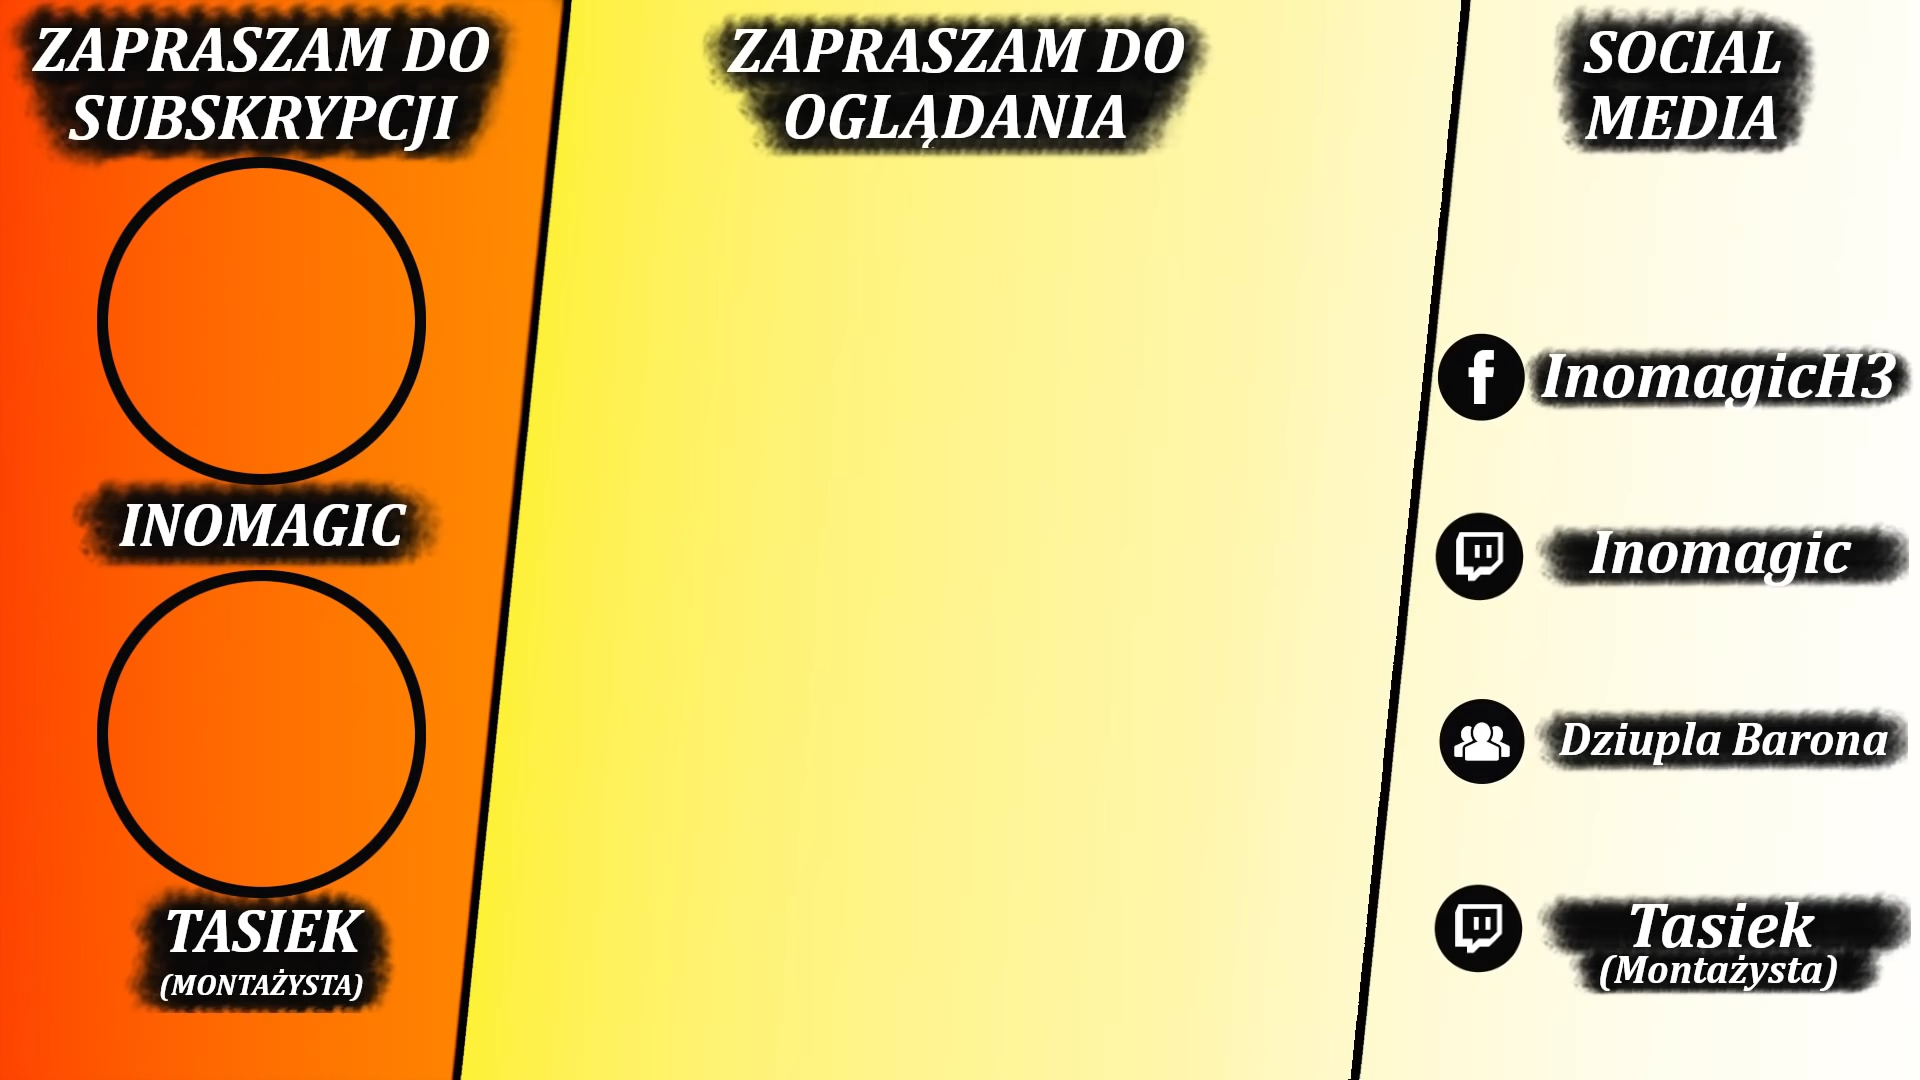 ZAPRASZAM DO
SUBSKRYPCJI
INOMAGIC
TASIEK
(MONTAŻYSTA)
ZAPRASZAM DO
OGLĄDANIA
SOCIAL
MEDIA
InomagicH3
Inomagic
Dziupla Barona
Tasiek
(Montażysta)